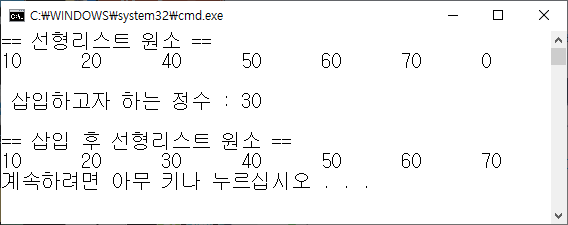 C:\WINDOWS\system32\cmd.exe
== 선형리스트 원소 ==
10 20 40 50 60 70 0
삽입하고자 하는 정수 : 30
== 삽입 후 선형리스트 원소 ==
10 20 30 40 50 60 70
계속하려면 아무 키나 누르십시오 . . .